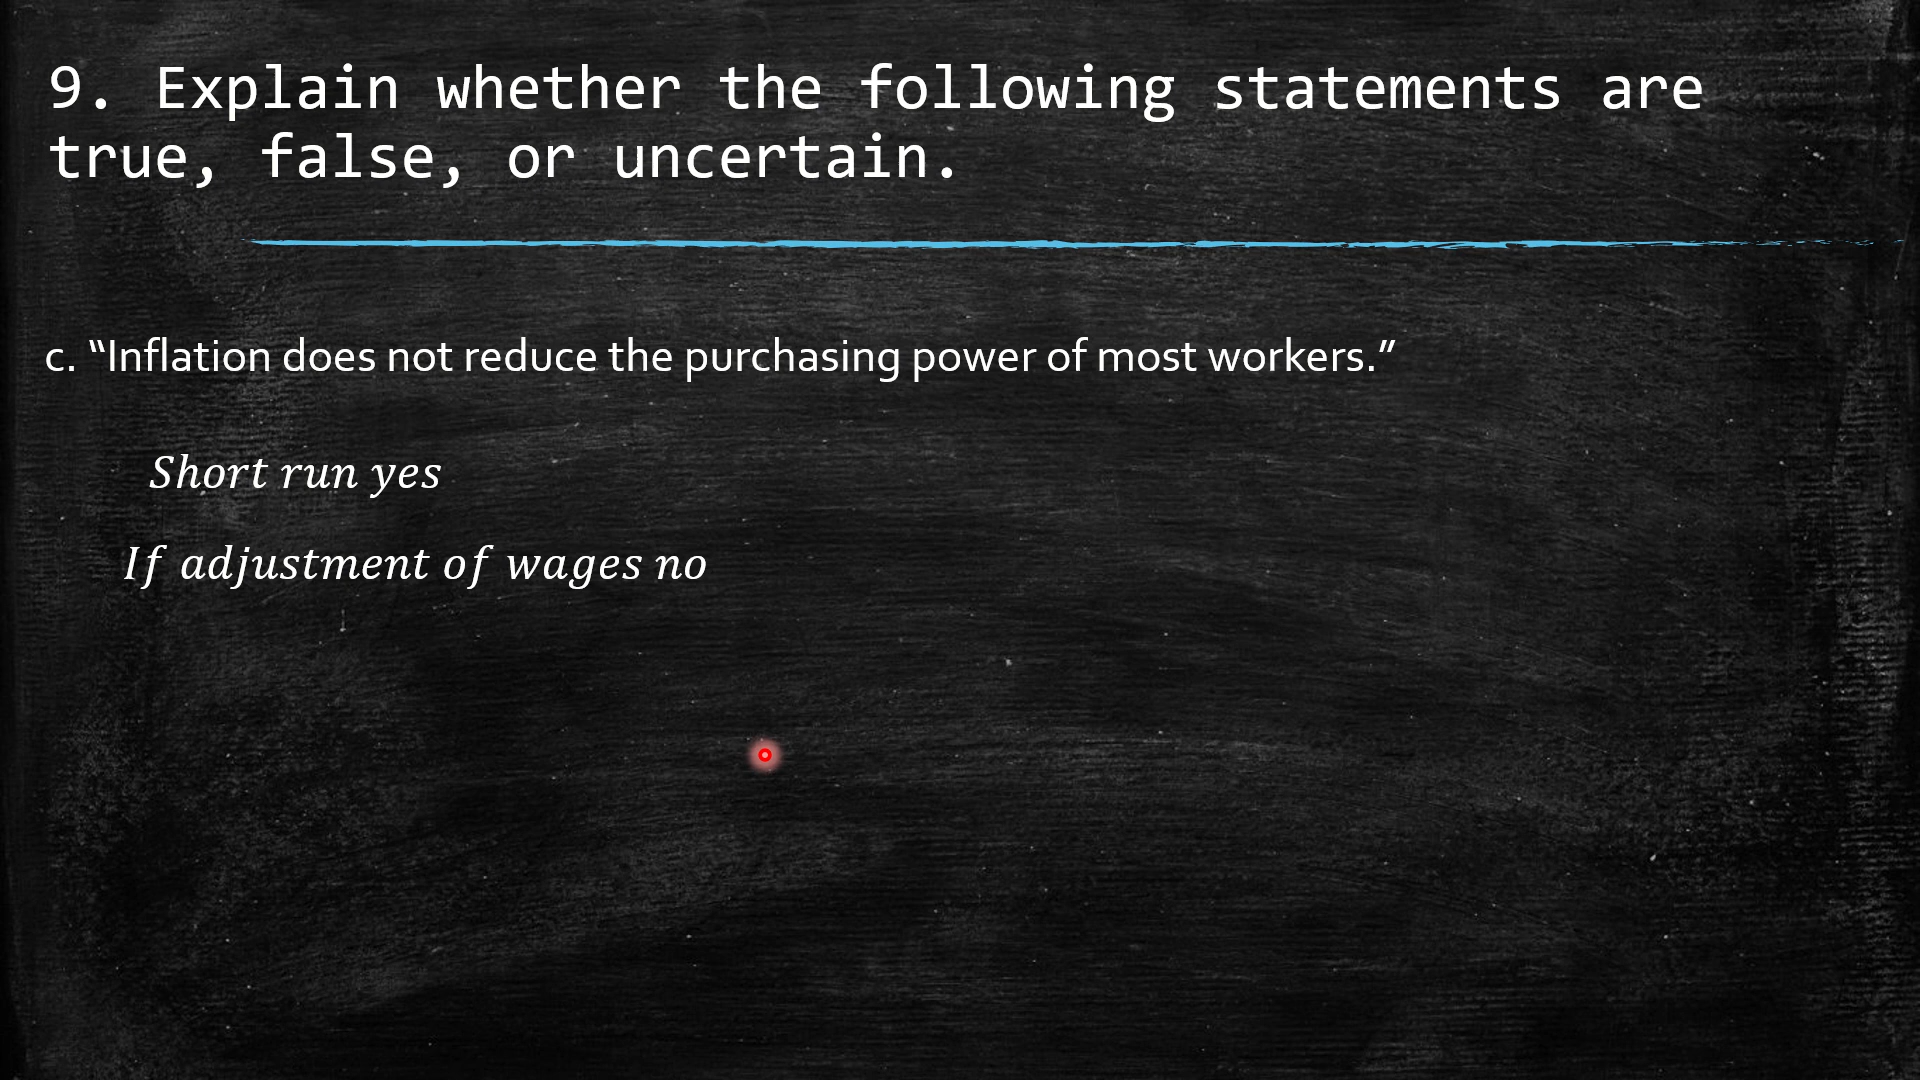 9. Explain whether the following statements are
true, false, or uncertain.
c. “Inflation does not reduce the purchasing power of most workers.”
Short run yes
If adjustment of wages no